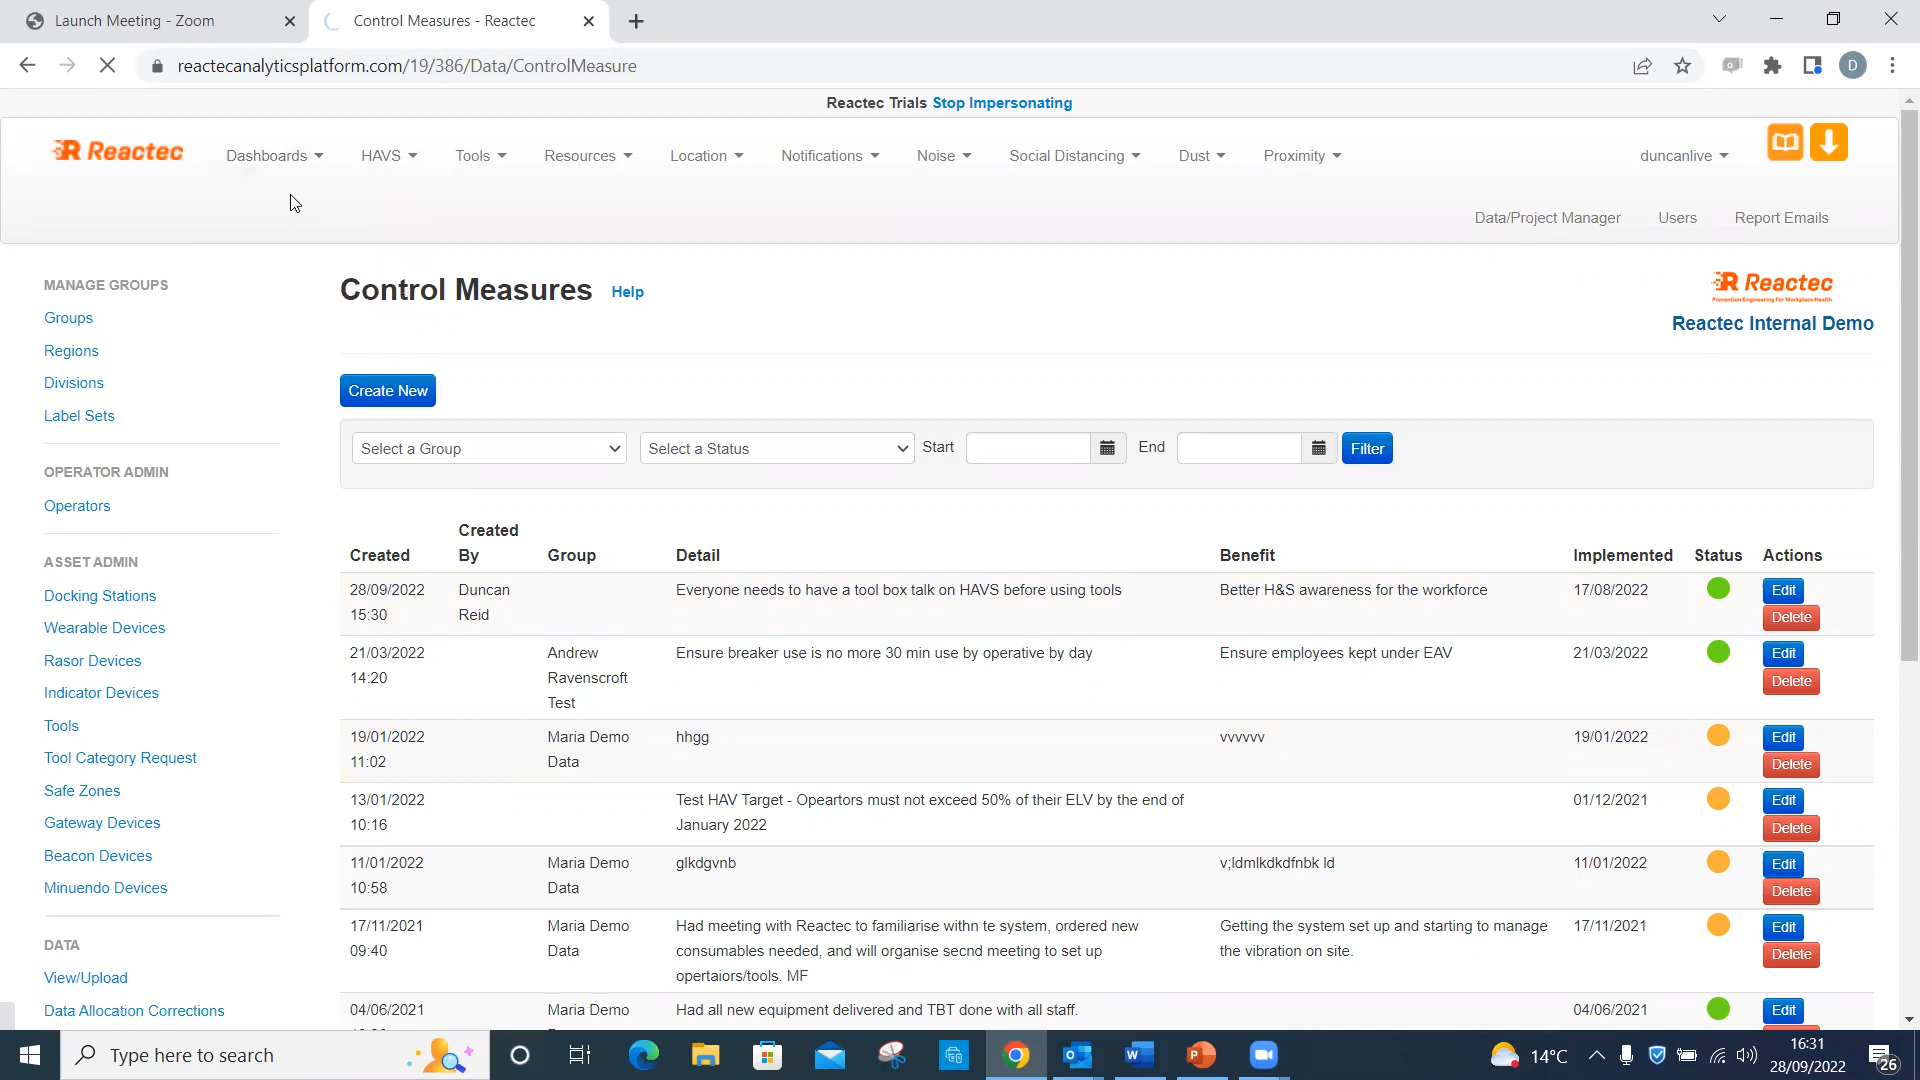 Launch Meeting - Zoom
Control Measures - Reactec
reactecanalyticsplatform.com/19/386/Data/ControlMeasure
D
Reactec Trials Stop Impersonating
Reactec
Dashboards
HAVS
Tools
Resources
Location
Notifications
Noise
Social Distancing
Dust
Proximity
duncanlive
Data/Project Manager
Users
Report Emails
MANAGE GROUPS
Groups
Regions
Divisions
Label Sets
OPERATOR ADMIN
Operators
ASSET ADMIN
Docking Stations
Wearable Devices
Rasor Devices
Indicator Devices
Tools
Tool Category Request
Safe Zones
Gateway Devices
Beacon Devices
Minuendo Devices
DATA
View/Upload
Data Allocation Corrections
Control Measures Help
Reactec
Prevention Engineering For Workplace Health
Reactec Internal Demo
Create New
Select a Group
Select a Status
Start
End
Filter
Created
Created
By
Group
Detail
Benefit
Implemented
Status
Actions
28/09/2022
15:30
Duncan
Reid
Everyone needs to have a tool box talk on HAVS before using tools
Better H&S awareness for the workforce
17/08/2022
Edit
Delete
21/03/2022
14:20
Andrew
Ravenscroft
Test
Ensure breaker use is no more 30 min use by operative by day
Ensure employees kept under EAV
21/03/2022
Edit
Delete
19/01/2022
11:02
Maria Demo
Data
hhgg
vvvvvv
19/01/2022
Edit
Delete
13/01/2022
10:16
Test HAV Target - Opeartors must not exceed 50% of their ELV by the end of
January 2022
01/12/2021
Edit
Delete
11/01/2022
10:58
Maria Demo
Data
glkdgvnb
v;ldmlkdkdfnbk ld
11/01/2022
Edit
Delete
17/11/2021
09:40
Maria Demo
Data
Had meeting with Reactec to familiarise withn te system, ordered new
consumables needed, and will organise secnd meeting to set up
opertaiors/tools. MF
Getting the system set up and starting to manage
the vibration on site.
17/11/2021
Edit
Delete
04/06/2021
Maria Demo
Had all new equipment delivered and TBT done with all staff.
04/06/2021
Edit
Type here to search
14°C
16:31
28/09/2022
26